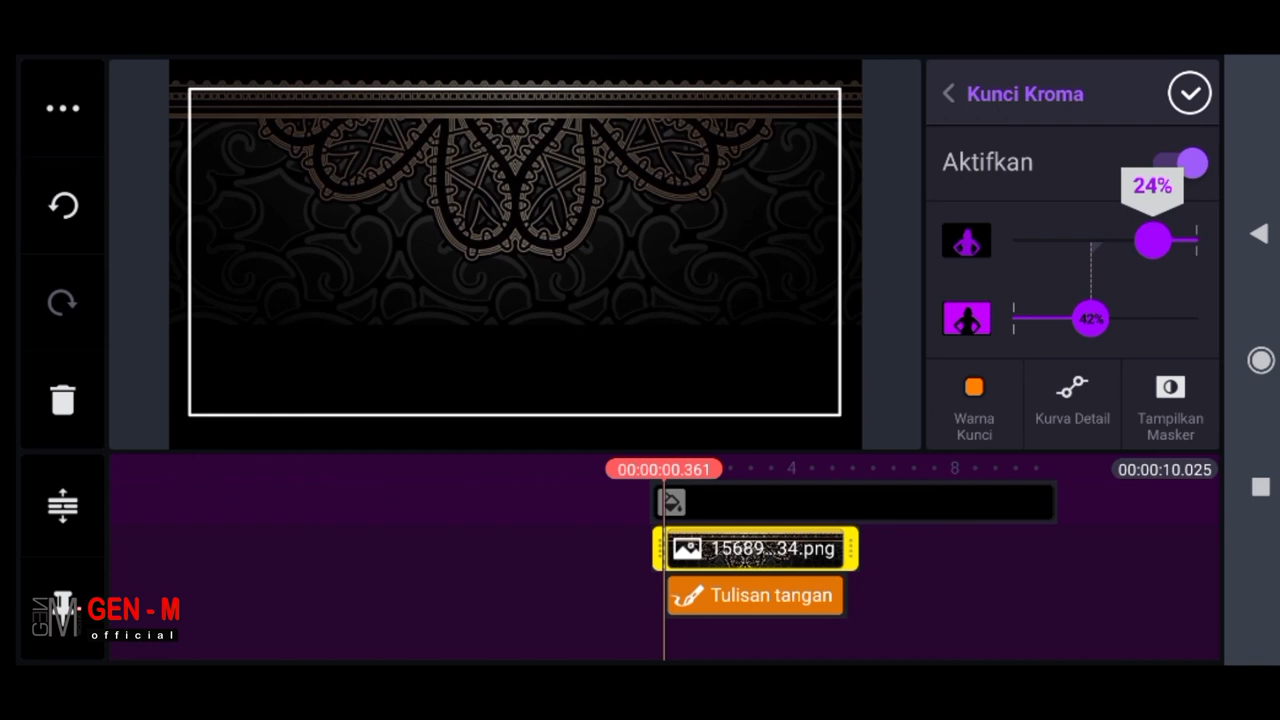 Kunci Kroma
Aktifkan
24%
42%
Warna
Kunci
Kurva Detail
Tampilkan
Masker
00:00:00.361
4
8
00:00:10.025
15689...34.png
Tulisan tangan
GEN
M
GEN - M
official